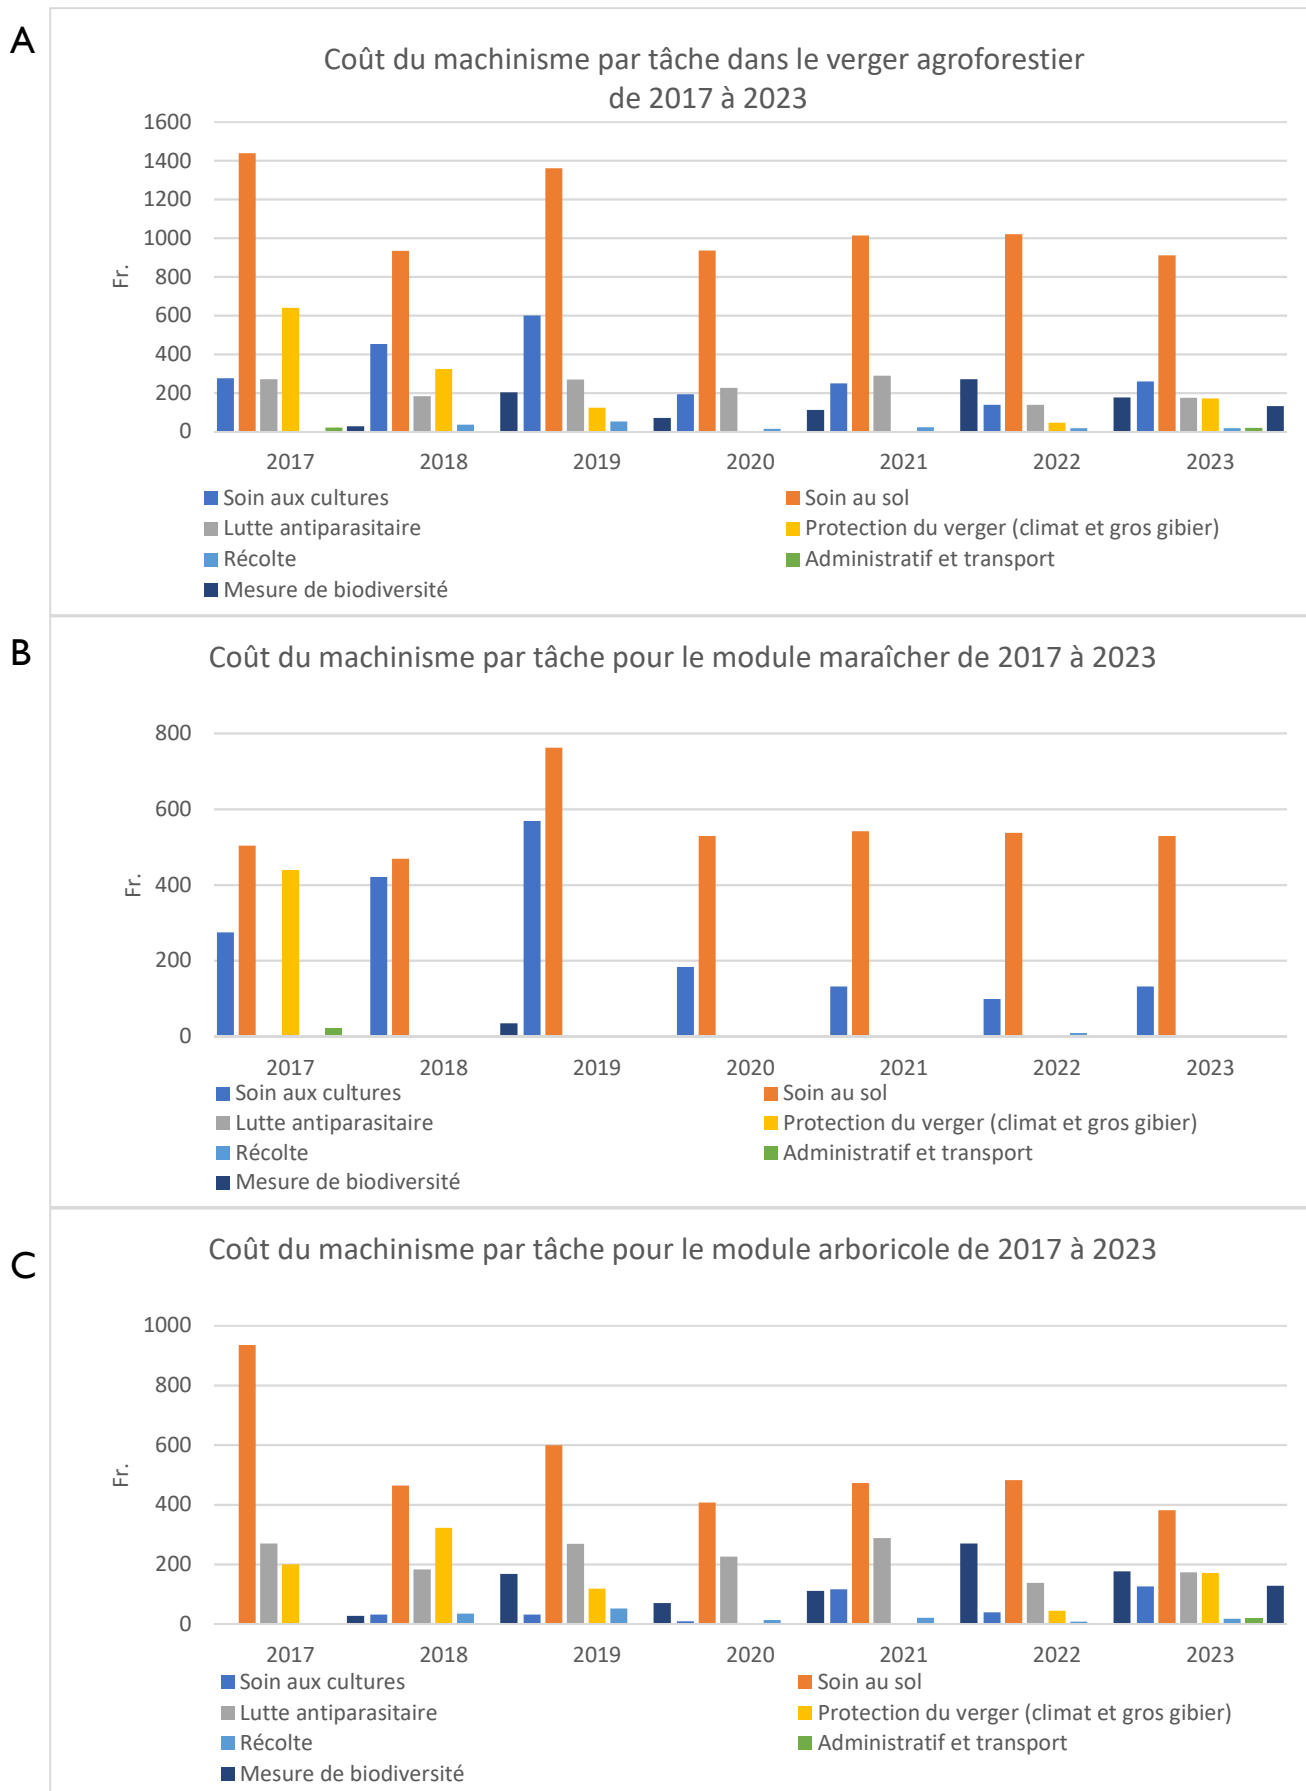 A
Coût du machinisme par tâche dans le verger agroforestier
de 2017 à 2023
1600
1400
1200
1000
800
600
400
200
0
Fr.
2017 2018 2019 2020 2021 2022 2023
Soin aux cultures Soin au sol
Lutte antiparasitaire Protection du verger (climat et gros gibier)
Récolte Administratif et transport
Mesure de biodiversité
B
Coût du machinisme par tâche pour le module maraîcher de 2017 à 2023
800
600
400
200
0
Fr.
2017 2018 2019 2020 2021 2022 2023
Soin aux cultures Soin au sol
Lutte antiparasitaire Protection du verger (climat et gros gibier)
Récolte Administratif et transport
Mesure de biodiversité
C
Coût du machinisme par tâche pour le module arboricole de 2017 à 2023
1000
800
600
400
200
0
Fr.
2017 2018 2019 2020 2021 2022 2023
Soin aux cultures Soin au sol
Lutte antiparasitaire Protection du verger (climat et gros gibier)
Récolte Administratif et transport
Mesure de biodiversité